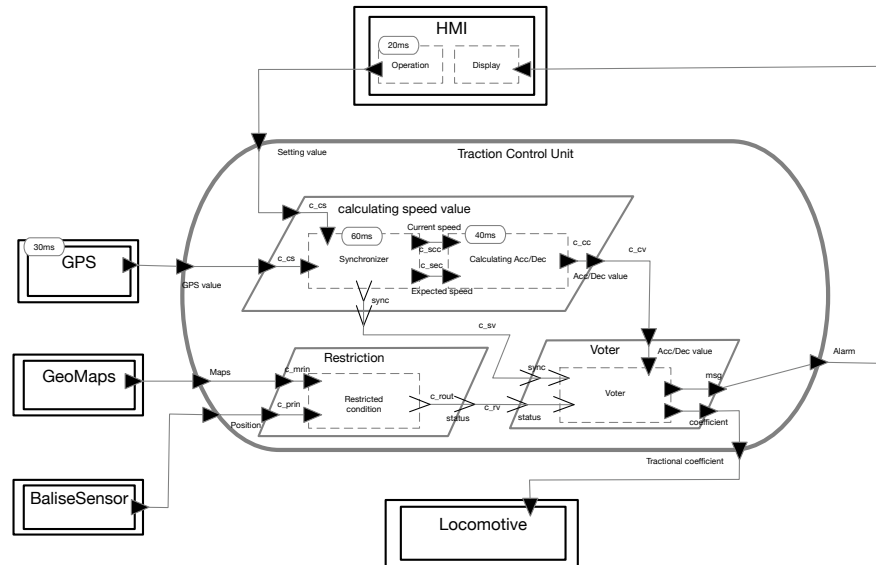 HMI
20ms
Operation
Display
Setting value
Traction Control Unit
c_cs
calculating speed value
Current speed
60ms
40ms
c_scc
c_cc
c_cv
30ms
GPS
c_cs
Synchronizer
Calculating Acc/Dec
c_sec
GPS value
Acc/Dec value
Expected speed
sync
c_sv
Restriction
Voter
Acc/Dec value
Alarm
GeoMaps
Maps
c_mrin
sync
msg
c_prin
Restricted
condition
c_rout
Voter
c_rv
Position
status
status
coefficient
Tractional coefficient
BaliseSensor
Locomotive